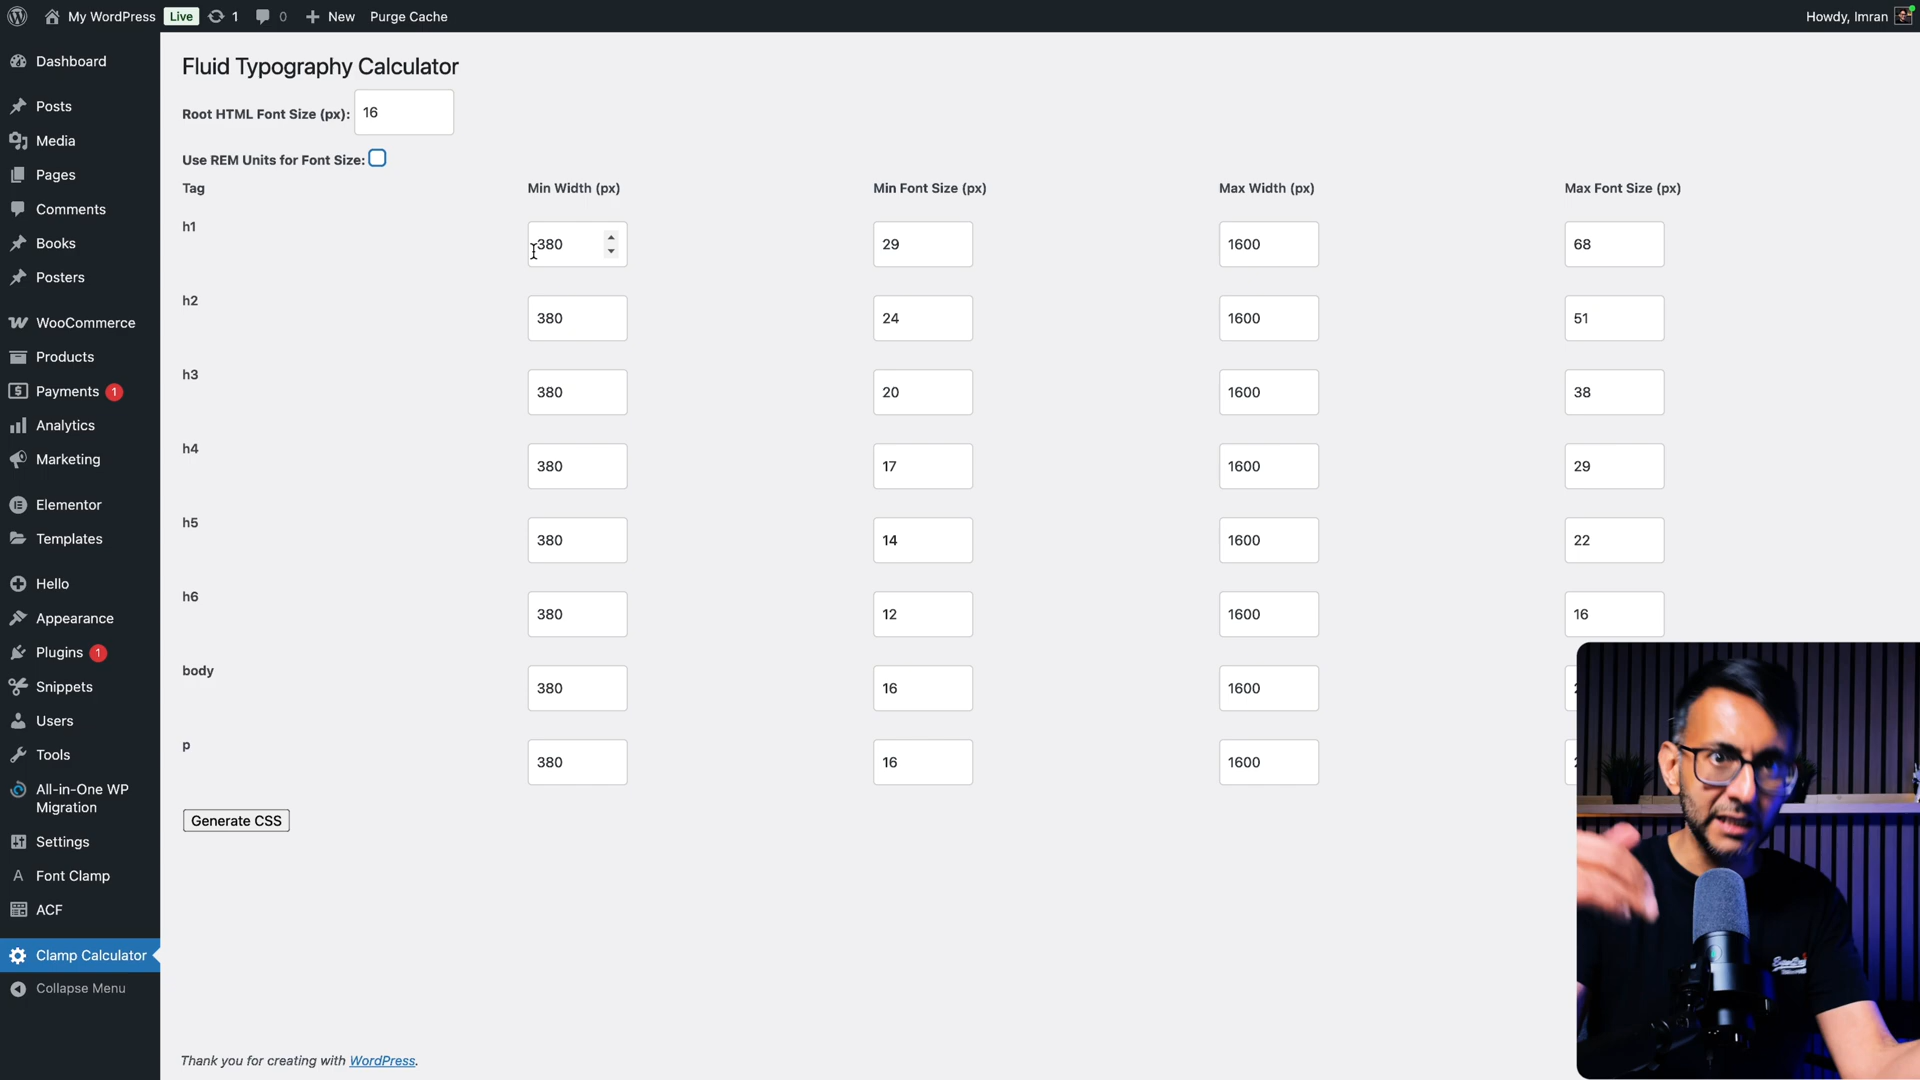 My WordPress Live 1 0 New Purge Cache Howdy, Imran
Dashboard
Posts
Media
Pages
Comments
Books
Posters
WooCommerce
Products
Payments 1
Analytics
Marketing
Elementor
Templates
Hello
Appearance
Plugins 1
Snippets
Users
Tools
All-in-One WP
Migration
Settings
Font Clamp
ACF
Clamp Calculator
Collapse Menu
Fluid Typography Calculator
Root HTML Font Size (px): 16
Use REM Units for Font Size:
Tag Min Width (px) Min Font Size (px) Max Width (px) Max Font Size (px)
h1 380 29 1600 68
h2 380 24 1600 51
h3 380 20 1600 38
h4 380 17 1600 29
h5 380 14 1600 22
h6 380 12 1600 16
body 380 16 1600
p 380 16 1600
Generate CSS
Thank you for creating with WordPress.